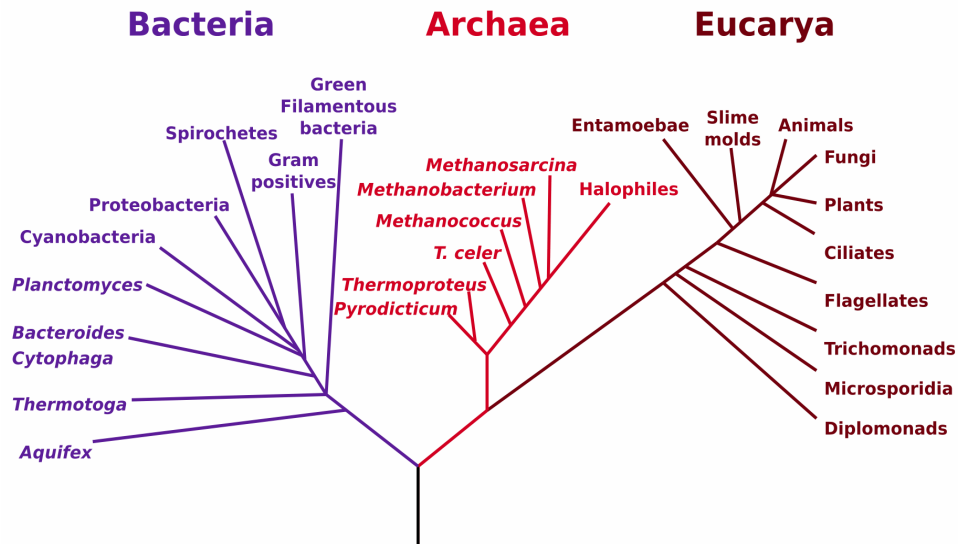 Bacteria
Archaea
Eucarya
Green
Filamentous
bacteria
Spirochetes
Gram
positives
Proteobacteria
Cyanobacteria
Planctomyces
Bacteroides
Cytophaga
Thermotoga
Aquifex
Methanosarcina
Methanobacterium
Halophiles
Methanococcus
T. celer
Thermoproteus
Pyrodicticum
Entamoebae
Slime
molds
Animals
Fungi
Plants
Ciliates
Flagellates
Trichomonads
Microsporidia
Diplomonads